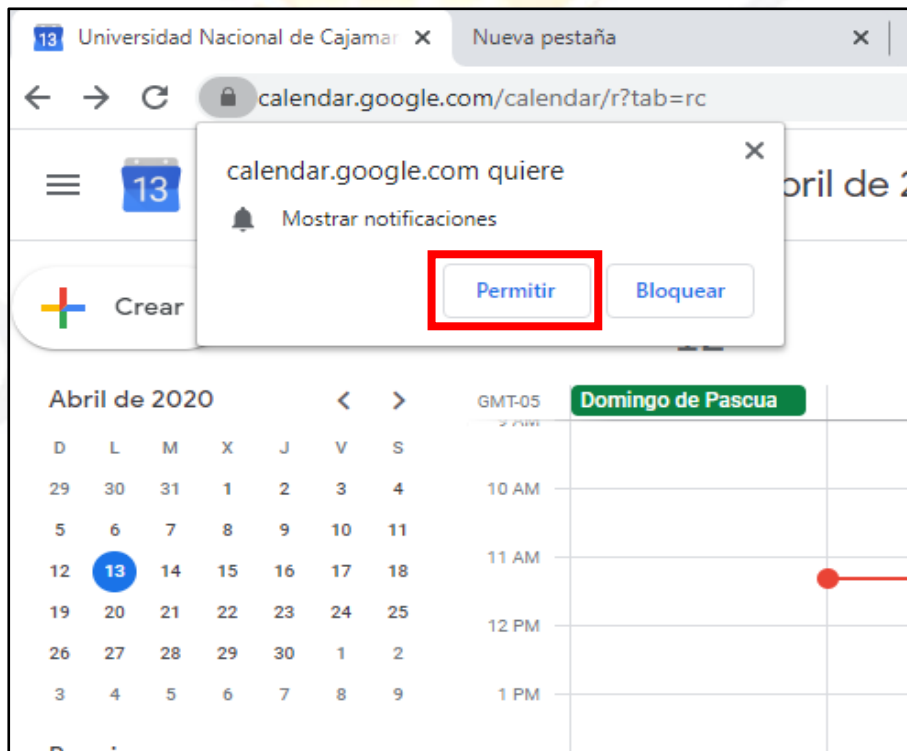 13 Universidad Nacional de Cajamar Nueva pestaña
calendar.google.com/calendar/r?tab=rc
calendar.google.com quiere
Mostrar notificaciones
Permitir Bloquear
13
bril de 2
Crear
Abril de 2020
D L M X J V S
29 30 31 1 2 3 4
5 6 7 8 9 10 11
12 13 14 15 16 17 18
19 20 21 22 23 24 25
26 27 28 29 30 1 2
3 4 5 6 7 8 9
GMT-05 Domingo de Pascua
9 AM
10 AM
11 AM
12 PM
1 PM